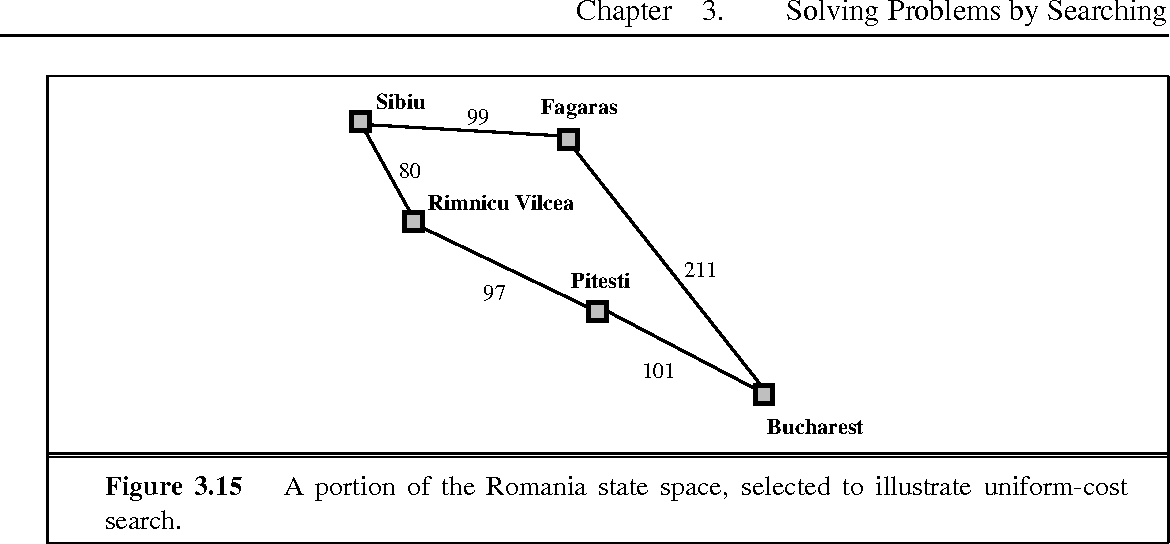 Chapter 3. Solving Problems by Searching
Sibiu
Fagaras
99
80
Rimnicu Vilcea
Pitesti
211
97
101
Bucharest
Figure 3.15 A portion of the Romania state space, selected to illustrate uniform-cost
search.